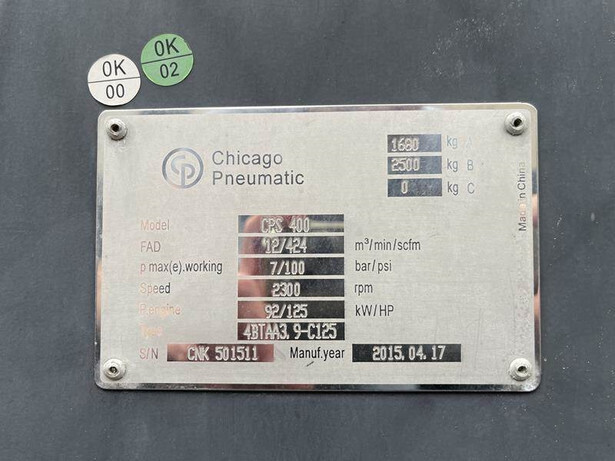 OK
00
OK
02
CP
Chicago
Pneumatic
1680 kg A
2500 kg B
0 kg C
Made in China
Model CPS 400
FAD 12/424 m³/min/scfm
p max(e).working 7/100 bar/psi
Speed 2300 rpm
P.engine 92/125 kW/HP
4BTAA3.9-C125
S/N CNK 501511 Manuf.year 2015.04.17